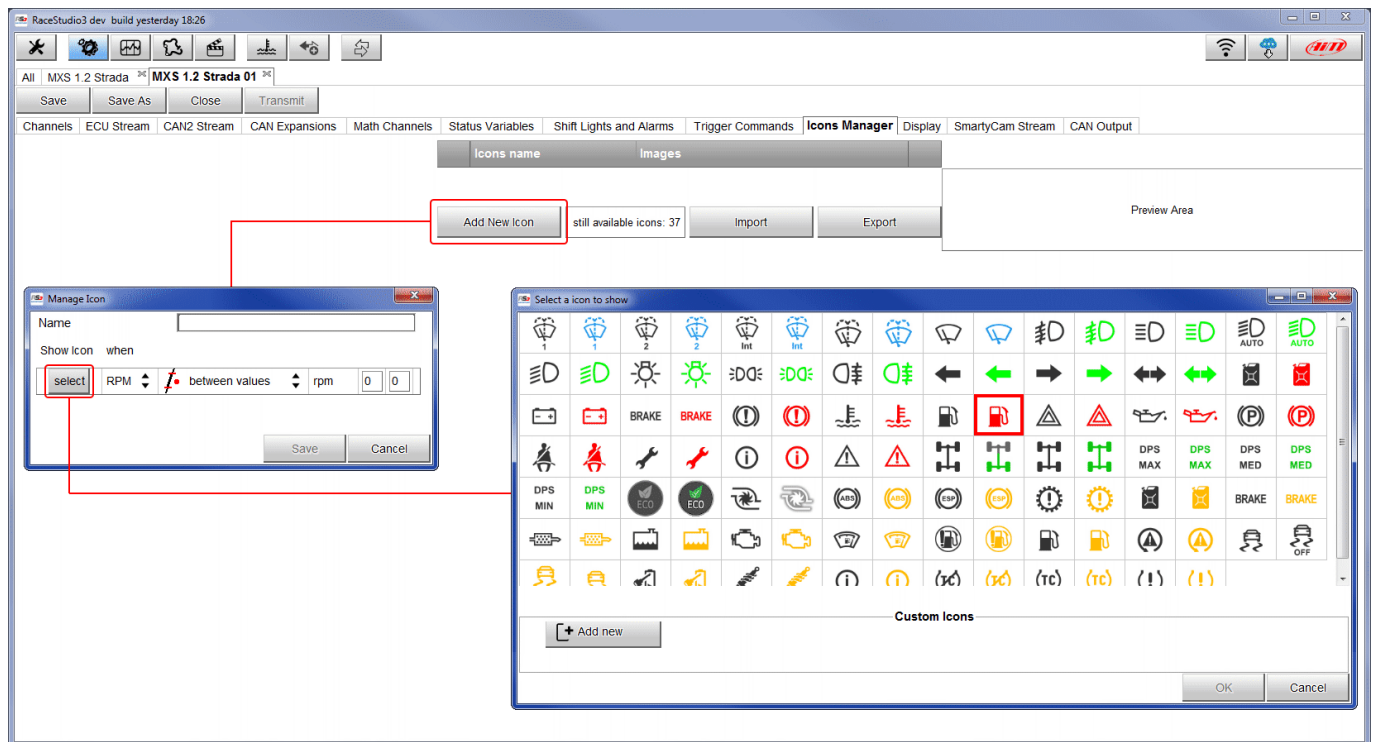 RaceStudio3 dev build yesterday 18:26
AiM
All MXS 1.2 Strada MXS 1.2 Strada 01
Save Save As Close Transmit
Channels ECU Stream CAN2 Stream CAN Expansions Math Channels Status Variables Shift Lights and Alarms Trigger Commands Icons Manager Display SmartyCam Stream CAN Output
Icons name Images
Add New Icon still available icons: 37 Import Export
Preview Area
Manage Icon
Name
Show Icon when
select RPM between values rpm 0 0
Save Cancel
Select a icon to show
1 1 2 2 Int Int AUTO AUTO
BRAKE BRAKE P P
DPS MAX DPS MAX DPS MED DPS MED
DPS MIN DPS MIN ECO ECO ABS ABS ESP ESP BRAKE BRAKE
OFF
TC TC TC TC
Custom Icons
Add new
OK Cancel